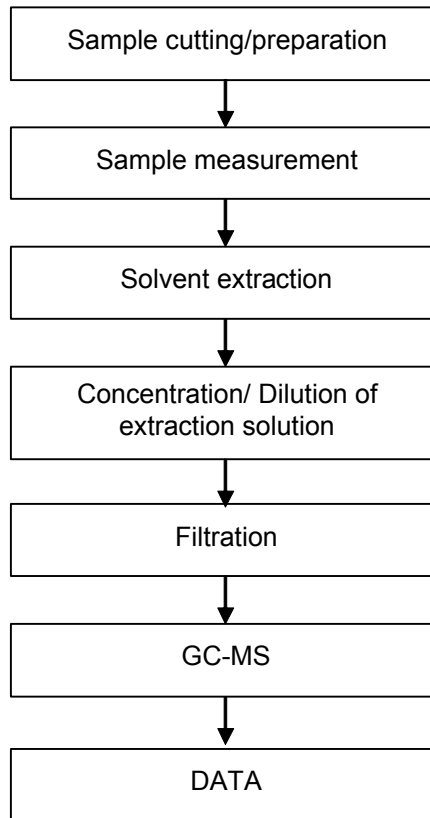 Sample cutting/preparation
Sample measurement
Solvent extraction
Concentration/ Dilution of
extraction solution
Filtration
GC-MS
DATA